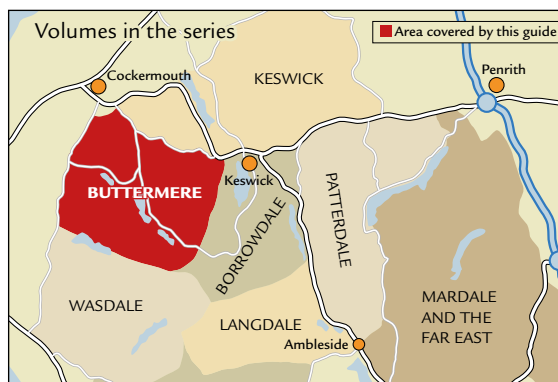 Volumes in the series
Area covered by this guide
Cockermouth
KESWICK
Penrith
BUTTERMERE
Keswick
PATTERDALE
BORROWDALE
WASDALE
LANGDALE
MARDALE
AND THE
FAR EAST
Ambleside